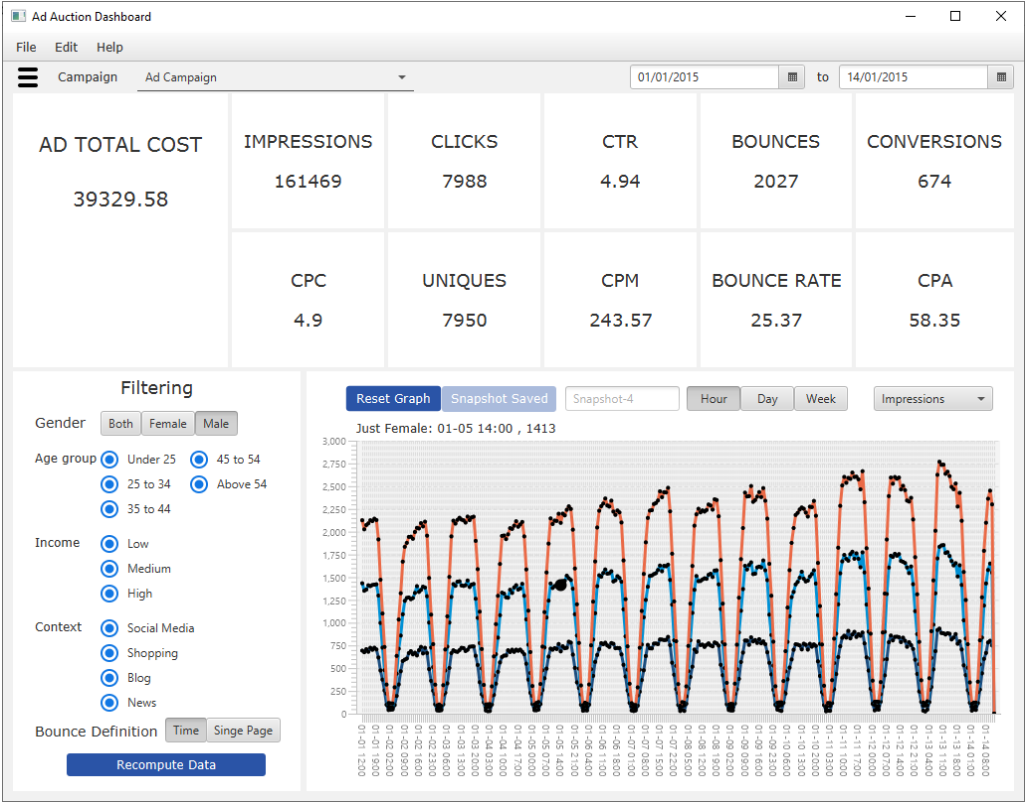 Ad Auction Dashboard
File Edit Help
Campaign Ad Campaign 01/01/2015 to 14/01/2015
AD TOTAL COST
39329.58
IMPRESSIONS
161469
CLICKS
7988
CTR
4.94
BOUNCES
2027
CONVERSIONS
674
CPC
4.9
UNIQUES
7950
CPM
243.57
BOUNCE RATE
25.37
CPA
58.35
Filtering
Gender Both Female Male
Age group Under 25 45 to 54
25 to 34 Above 54
35 to 44
Income Low
Medium
High
Context Social Media
Shopping
Blog
News
Bounce Definition Time Singe Page
Recompute Data
Reset Graph Snapshot Saved Snapshot-4 Hour Day Week Impressions
Just Female: 01-05 14:00 , 1413
3,000
2,750
2,500
2,250
2,000
1,750
1,500
1,250
1,000
750
500
250
0
01-01 12:00
01-01 19:00
01-02 02:00
01-02 09:00
01-02 16:00
01-02 23:00
01-03 06:00
01-03 13:00
01-03 20:00
01-04 03:00
01-04 10:00
01-04 17:00
01-05 00:00
01-05 07:00
01-05 14:00
01-05 21:00
01-06 04:00
01-06 11:00
01-06 18:00
01-07 01:00
01-07 08:00
01-07 15:00
01-07 22:00
01-08 05:00
01-08 12:00
01-08 19:00
01-09 02:00
01-09 09:00
01-09 16:00
01-09 23:00
01-10 06:00
01-10 13:00
01-10 20:00
01-11 03:00
01-11 10:00
01-11 17:00
01-12 00:00
01-12 07:00
01-12 14:00
01-12 21:00
01-13 04:00
01-13 11:00
01-13 18:00
01-14 01:00
01-14 08:00